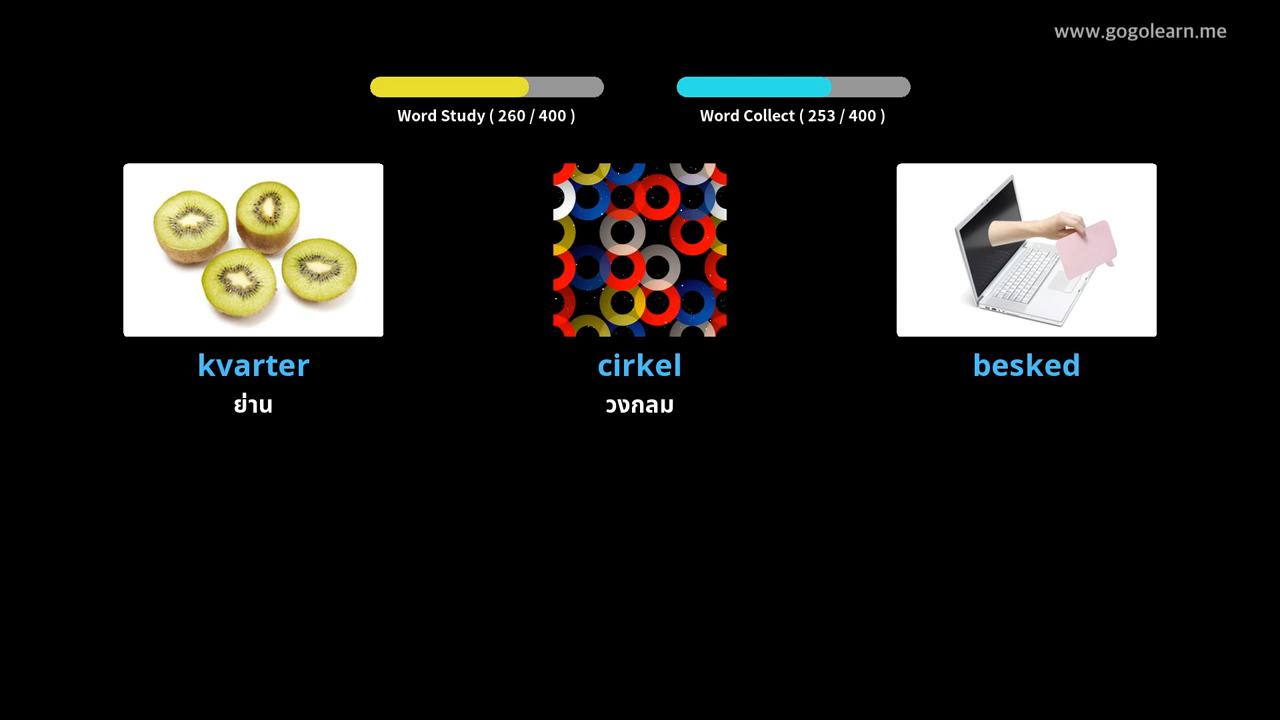 www.gogolearn.me
Word Study ( 260 / 400 )
Word Collect ( 253 / 400 )
kvarter
ย่าน
cirkel
วงกลม
besked